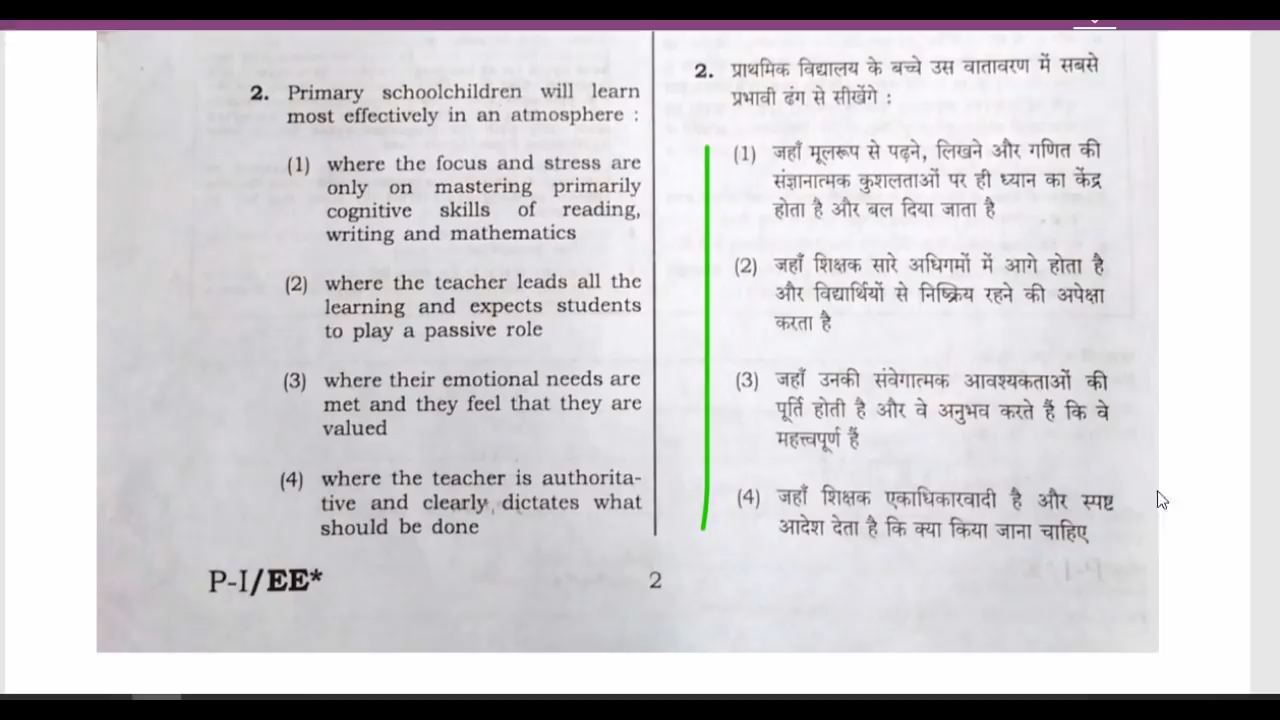 2. Primary schoolchildren will learn
most effectively in an atmosphere :
(1) where the focus and stress are
only on mastering primarily
cognitive skills of reading,
writing and mathematics
(2) where the teacher leads all the
learning and expects students
to play a passive role
(3) where their emotional needs are
met and they feel that they are
valued
(4) where the teacher is authorita-
tive and clearly dictates what
should be done
2. प्राथमिक विद्यालय के बच्चे उस वातावरण में सबसे
प्रभावी ढंग से सीखेंगे :
(1) जहाँ मूलरूप से पढ़ने, लिखने और गणित की
संज्ञानात्मक कुशलताओं पर ही ध्यान का केंद्र
होता है और बल दिया जाता है
(2) जहाँ शिक्षक सारे अधिगमों में आगे होता है
और विद्यार्थियों से निष्क्रिय रहने की अपेक्षा
करता है
(3) जहाँ उनकी संवेगात्मक आवश्यकताओं की
पूर्ति होती है और वे अनुभव करते हैं कि वे
महत्त्वपूर्ण हैं
(4) जहाँ शिक्षक एकाधिकारवादी है और स्पष्ट
आदेश देता है कि क्या किया जाना चाहिए
P-I/EE*
2